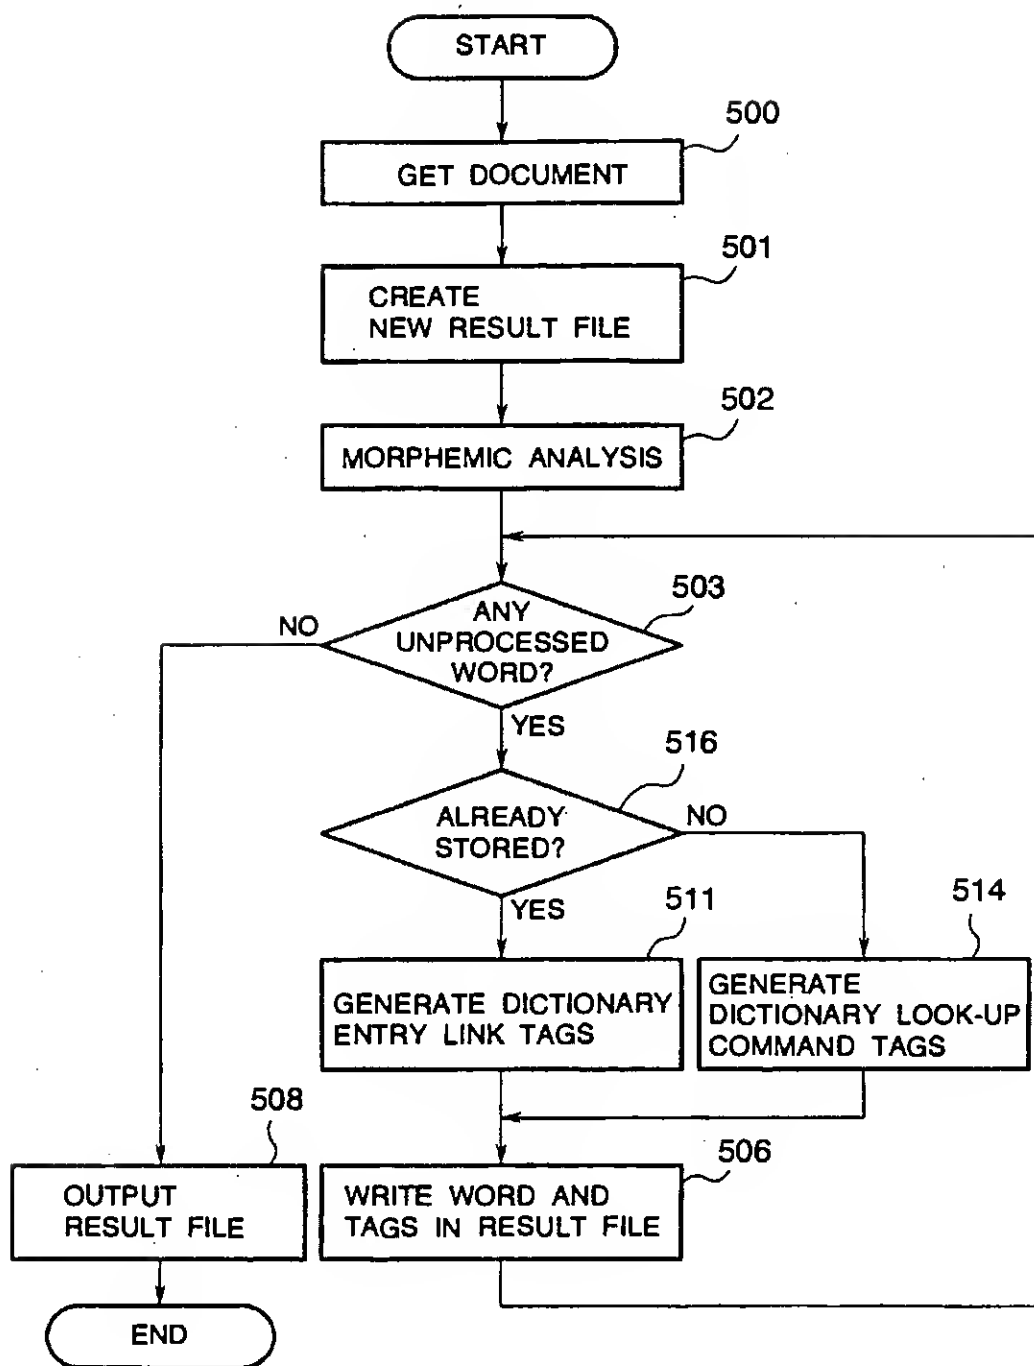 START
500
GET DOCUMENT
501
CREATE
NEW RESULT FILE
502
MORPHEMIC ANALYSIS
503
NO
ANY
UNPROCESSED
WORD?
YES
516
ALREADY
STORED?
NO
YES
511
514
GENERATE DICTIONARY
ENTRY LINK TAGS
GENERATE
DICTIONARY LOOK-UP
COMMAND TAGS
508
506
OUTPUT
RESULT FILE
WRITE WORD AND
TAGS IN RESULT FILE
END